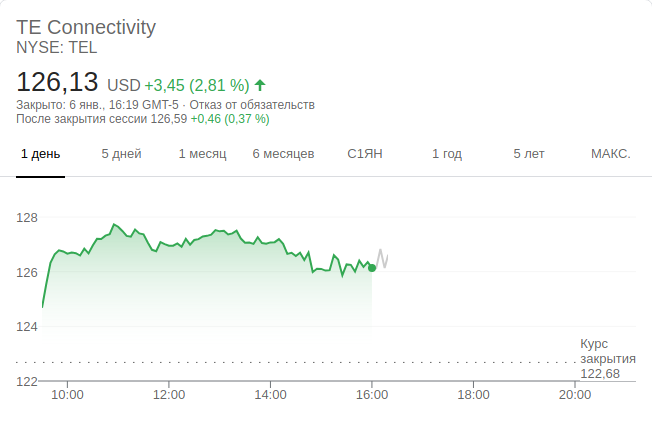 TE Connectivity
NYSE: TEL
126,13 USD +3,45 (2,81 %)
Закрыто: 6 янв., 16:19 GMT-5 · Отказ от обязательств
После закрытия сессии 126,59 +0,46 (0,37 %)
1 день 5 дней 1 месяц 6 месяцев С1ЯН 1 год 5 лет МАКС.
128
126
124
Курс
закрытия
122,68
122
10:00 12:00 14:00 16:00 18:00 20:00